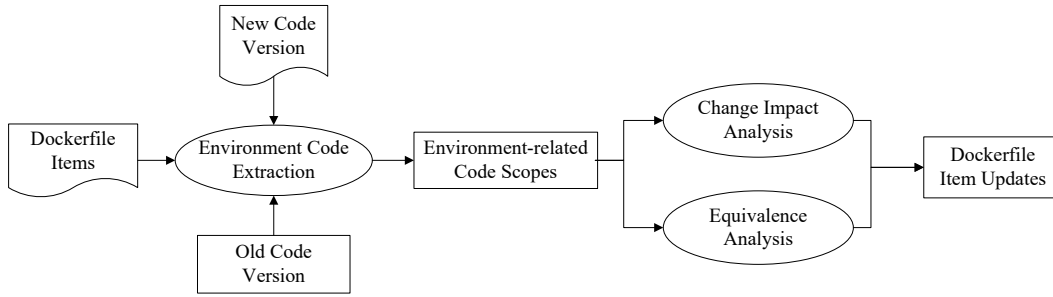 New Code
Version
Dockerfile
Items
Environment Code
Extraction
Old Code
Version
Environment-related
Code Scopes
Change Impact
Analysis
Equivalence
Analysis
Dockerfile
Item Updates